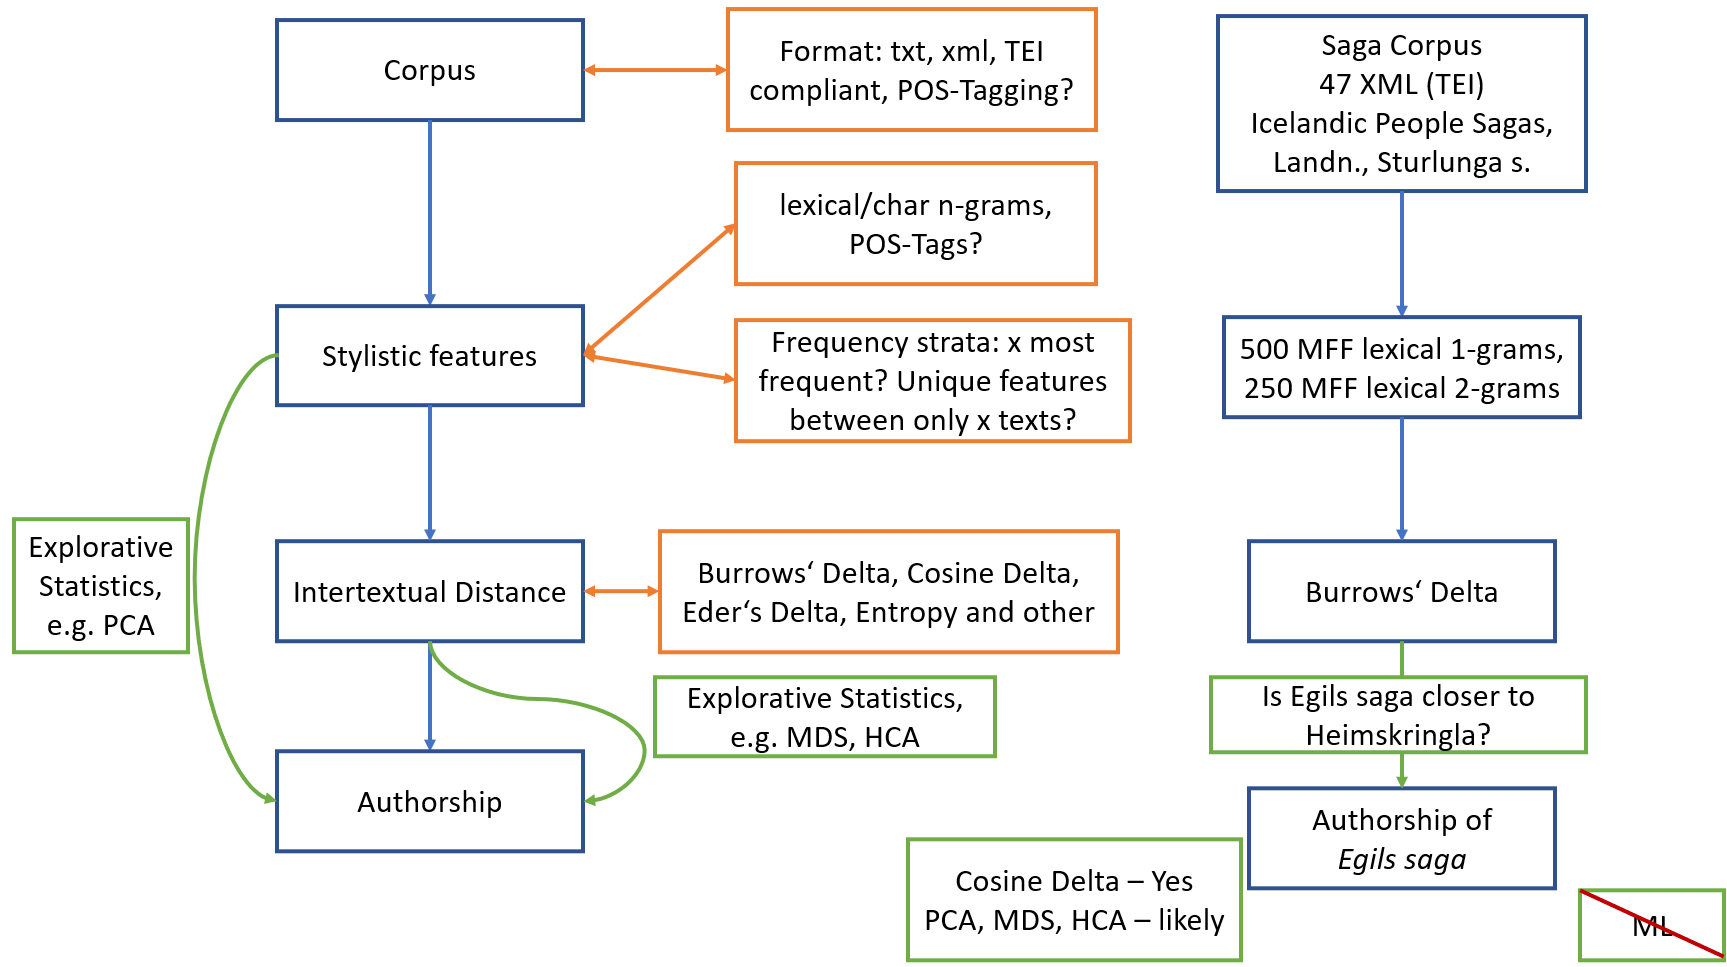 Corpus
Format: txt, xml, TEI
compliant, POS-Tagging?
lexical/char n-grams,
POS-Tags?
Stylistic features
Frequency strata: x most
frequent? Unique features
between only x texts?
Explorative
Statistics,
e.g. PCA
Intertextual Distance
Burrows‘ Delta, Cosine Delta,
Eder‘s Delta, Entropy and other
Explorative Statistics,
e.g. MDS, HCA
Authorship
Saga Corpus
47 XML (TEI)
Icelandic People Sagas,
Landn., Sturlunga s.
500 MFF lexical 1-grams,
250 MFF lexical 2-grams
Burrows‘ Delta
Is Egils saga closer to
Heimskringla?
Authorship of
Egils saga
Cosine Delta – Yes
PCA, MDS, HCA – likely
ML